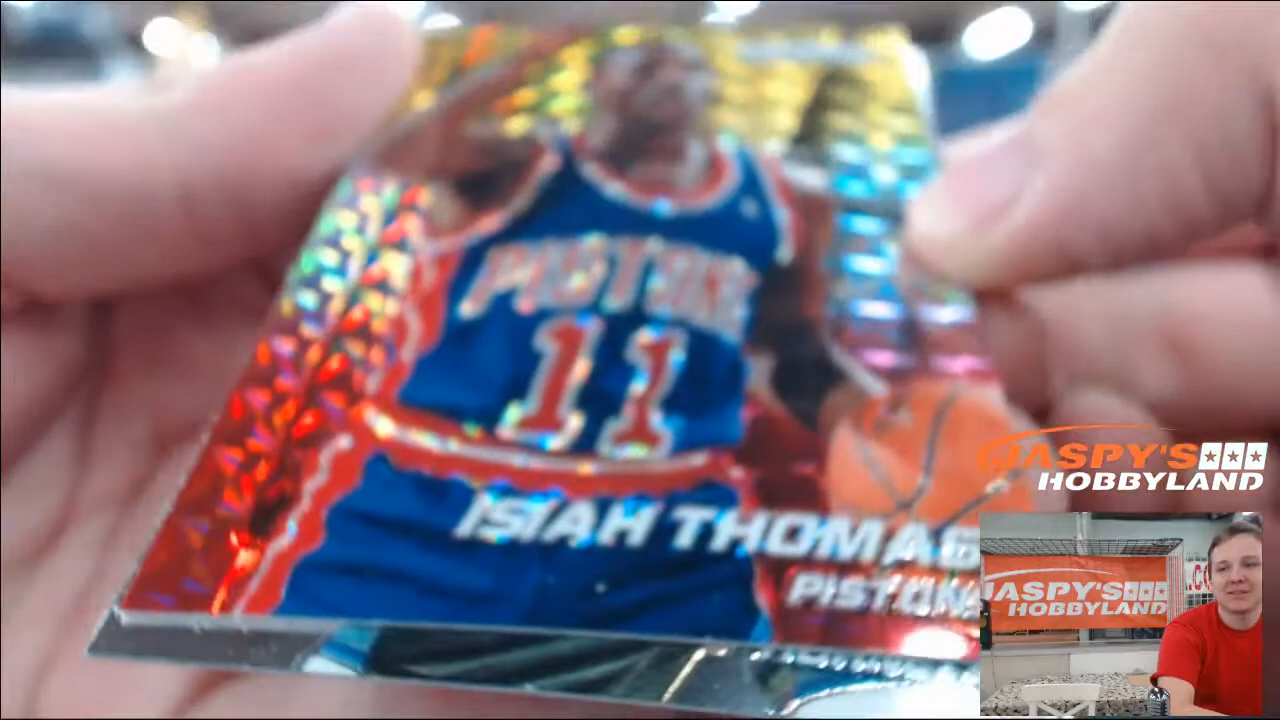 PISTONS
11
ISIAH THOMAS
PISTONS
JASPY'S
HOBBYLAND
JASPY'S
HOBBYLAND